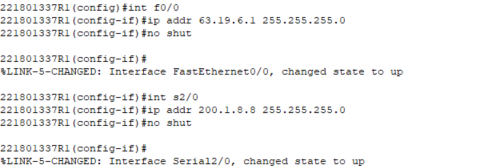 221801337R1(config)#int f0/0
221801337R1(config-if)#ip addr 63.19.6.1 255.255.255.0
221801337R1(config-if)#no shut
221801337R1(config-if)#
%LINK-5-CHANGED: Interface FastEthernet0/0, changed state to up
221801337R1(config-if)#int s2/0
221801337R1(config-if)#ip addr 200.1.8.8 255.255.255.0
221801337R1(config-if)#no shut
221801337R1(config-if)#
%LINK-5-CHANGED: Interface Serial2/0, changed state to up